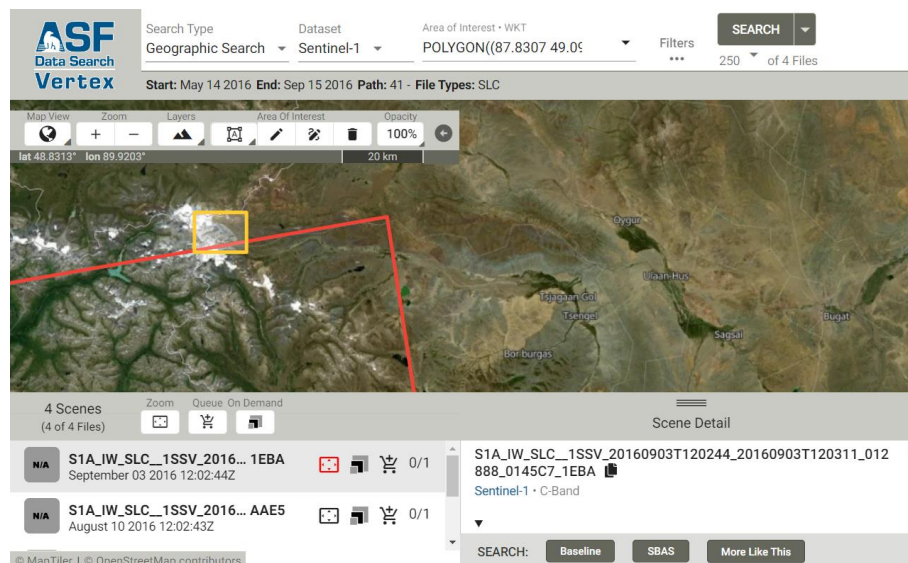 ASF
Data Search
Vertex
Search Type
Geographic Search
Dataset
Sentinel-1
Area of Interest • WKT
POLYGON((87.8307 49.09
Filters
•••
SEARCH
250 of 4 Files
Start: May 14 2016 End: Sep 15 2016 Path: 41 - File Types: SLC
Map View
Zoom
Layers
Area Of Interest
Opacity
+
−
A
100%
lat 48.8313° lon 89.9203°
20 km
Oygur
Ulaan-Hus
Tsjagaan Gol
Tsengel
Bugat
Sagsai
Bor-burgas
4 Scenes
(4 of 4 Files)
Zoom
Queue
On Demand
Scene Detail
N/A
S1A_IW_SLC__1SSV_2016... 1EBA
September 03 2016 12:02:44Z
0/1
N/A
S1A_IW_SLC__1SSV_2016... AAE5
August 10 2016 12:02:43Z
0/1
S1A_IW_SLC__1SSV_20160903T120244_20160903T120311_012
888_0145C7_1EBA
Sentinel-1 • C-Band
SEARCH:
Baseline
SBAS
More Like This
© MapTiler | © OpenStreetMap contributors